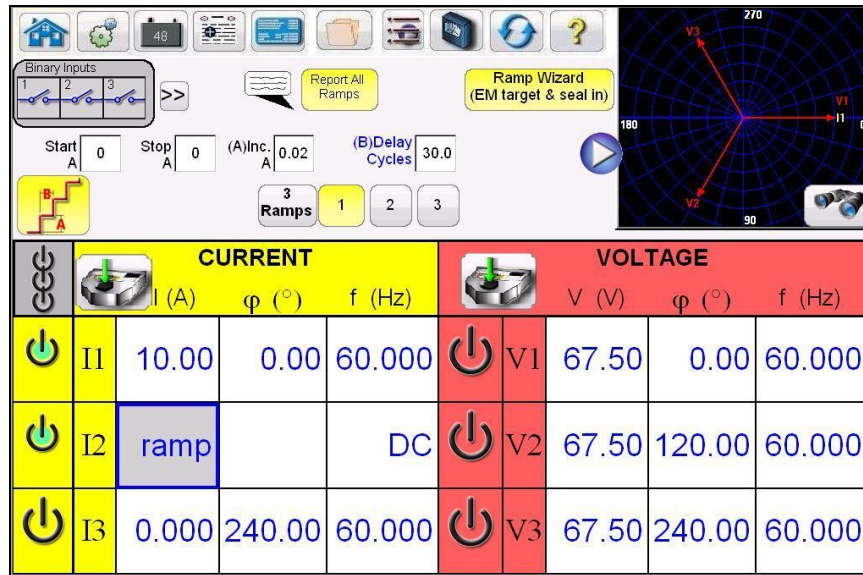 48
270
V3
Binary Inputs
1 2 3
>>
Report All
Ramps
Ramp Wizard
(EM target & seal in)
V1
I1
180
0
Start
A
0
Stop
A
0
(A)Inc.
A
0.02
(B)Delay
Cycles
30.0
B
A
3
Ramps
1
2
3
V2
90
CURRENT
VOLTAGE
I (A) φ (°) f (Hz)
V (V) φ (°) f (Hz)
I1 10.00 0.00 60.000 V1 67.50 0.00 60.000
I2 ramp DC V2 67.50 120.00 60.000
I3 0.000 240.00 60.000 V3 67.50 240.00 60.000